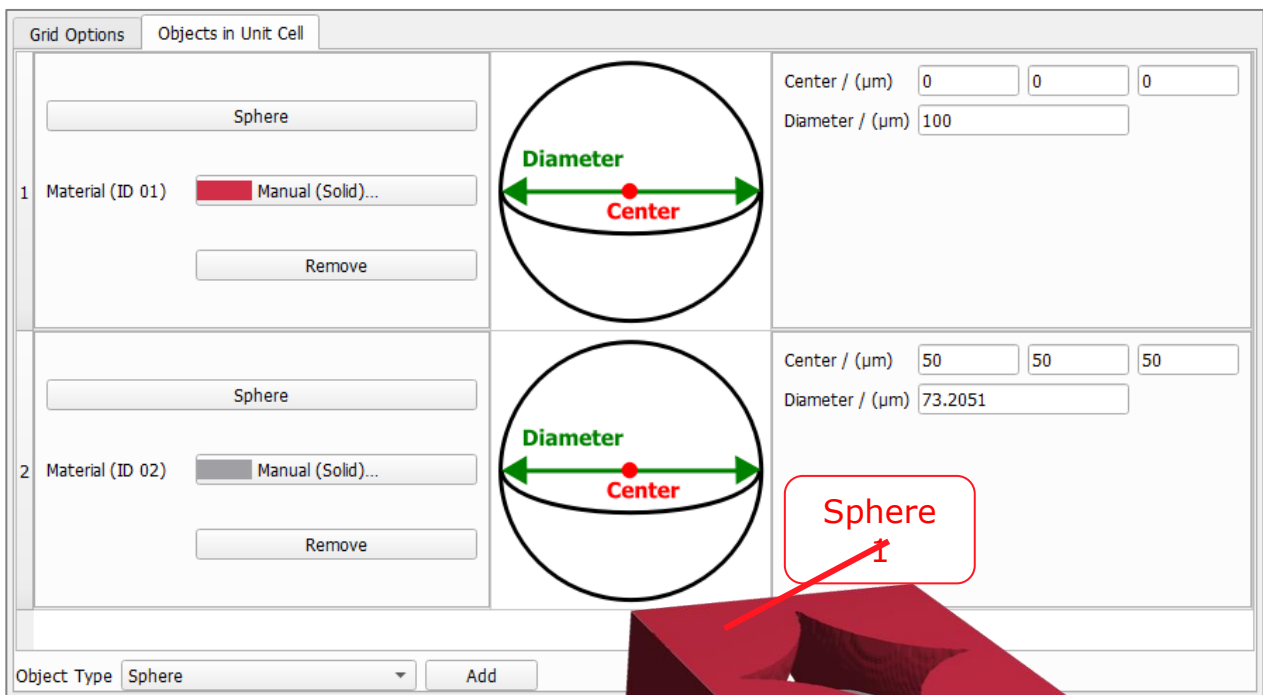 Grid Options Objects in Unit Cell
Sphere
1 Material (ID 01) Manual (Solid)...
Remove
Diameter
Center
Center / (µm) 0 0 0
Diameter / (µm) 100
Sphere
2 Material (ID 02) Manual (Solid)...
Remove
Diameter
Center
Center / (µm) 50 50 50
Diameter / (µm) 73.2051
Sphere
1
Object Type Sphere Add